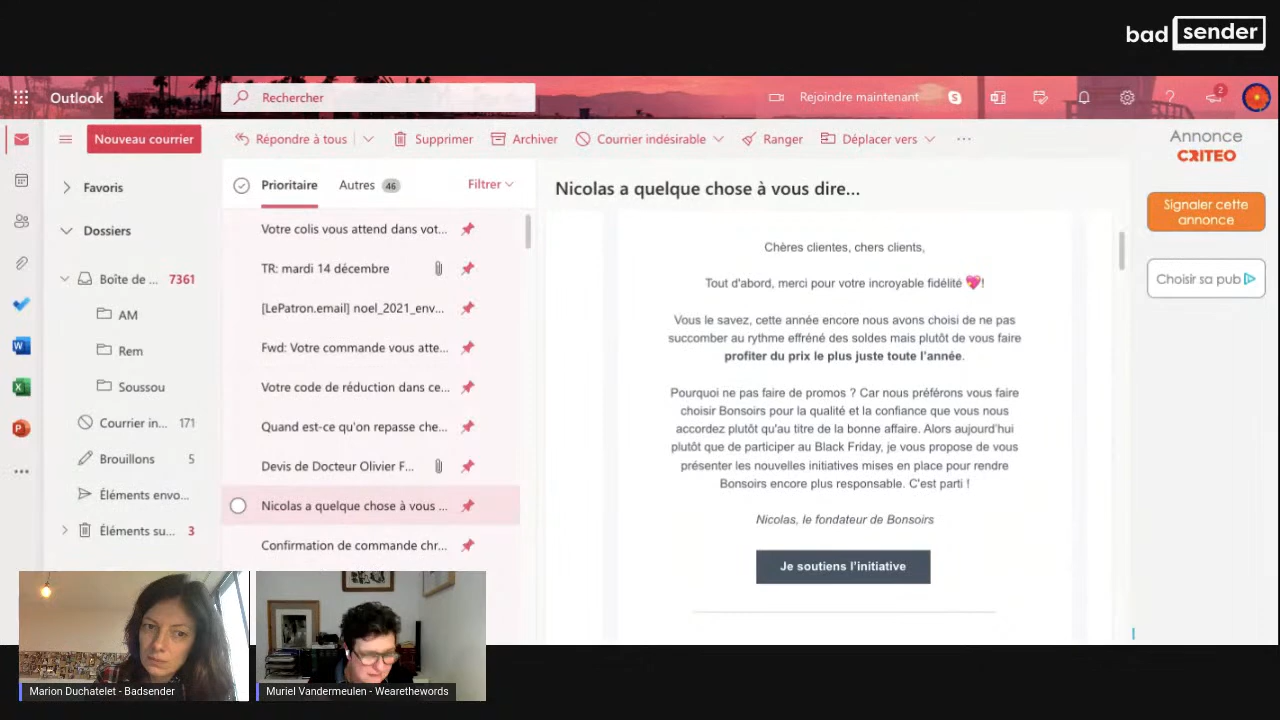 bad sender
Outlook
Rechercher
Rejoindre maintenant
2
Nouveau courrier
Répondre à tous
Supprimer
Archiver
Courrier indésirable
Ranger
Déplacer vers
Favoris
Dossiers
Boîte de ... 7361
AM
Rem
Soussou
Courrier in... 171
Brouillons 5
Éléments envo...
Éléments su... 3
Prioritaire
Autres 46
Filtrer
Votre colis vous attend dans vot...
TR: mardi 14 décembre
[LePatron.email] noel_2021_env...
Fwd: Votre commande vous atte...
Votre code de réduction dans ce...
Quand est-ce qu'on repasse che...
Devis de Docteur Olivier F...
Nicolas a quelque chose à vous ...
Confirmation de commande chr...
Nicolas a quelque chose à vous dire...
Chères clientes, chers clients,
Tout d'abord, merci pour votre incroyable fidélité 💖!
Vous le savez, cette année encore nous avons choisi de ne pas
succomber au rythme effréné des soldes mais plutôt de vous faire
profiter du prix le plus juste toute l'année.
Pourquoi ne pas faire de promos ? Car nous préférons vous faire
choisir Bonsoirs pour la qualité et la confiance que vous nous
accordez plutôt qu'au titre de la bonne affaire. Alors aujourd'hui
plutôt que de participer au Black Friday, je vous propose de vous
présenter les nouvelles initiatives mises en place pour rendre
Bonsoirs encore plus responsable. C'est parti !
Nicolas, le fondateur de Bonsoirs
Je soutiens l'initiative
Annonce
CRITEO
Signaler cette
annonce
Choisir sa pub
Marion Duchatelet - Badsender
Muriel Vandermeulen - Wearethewords